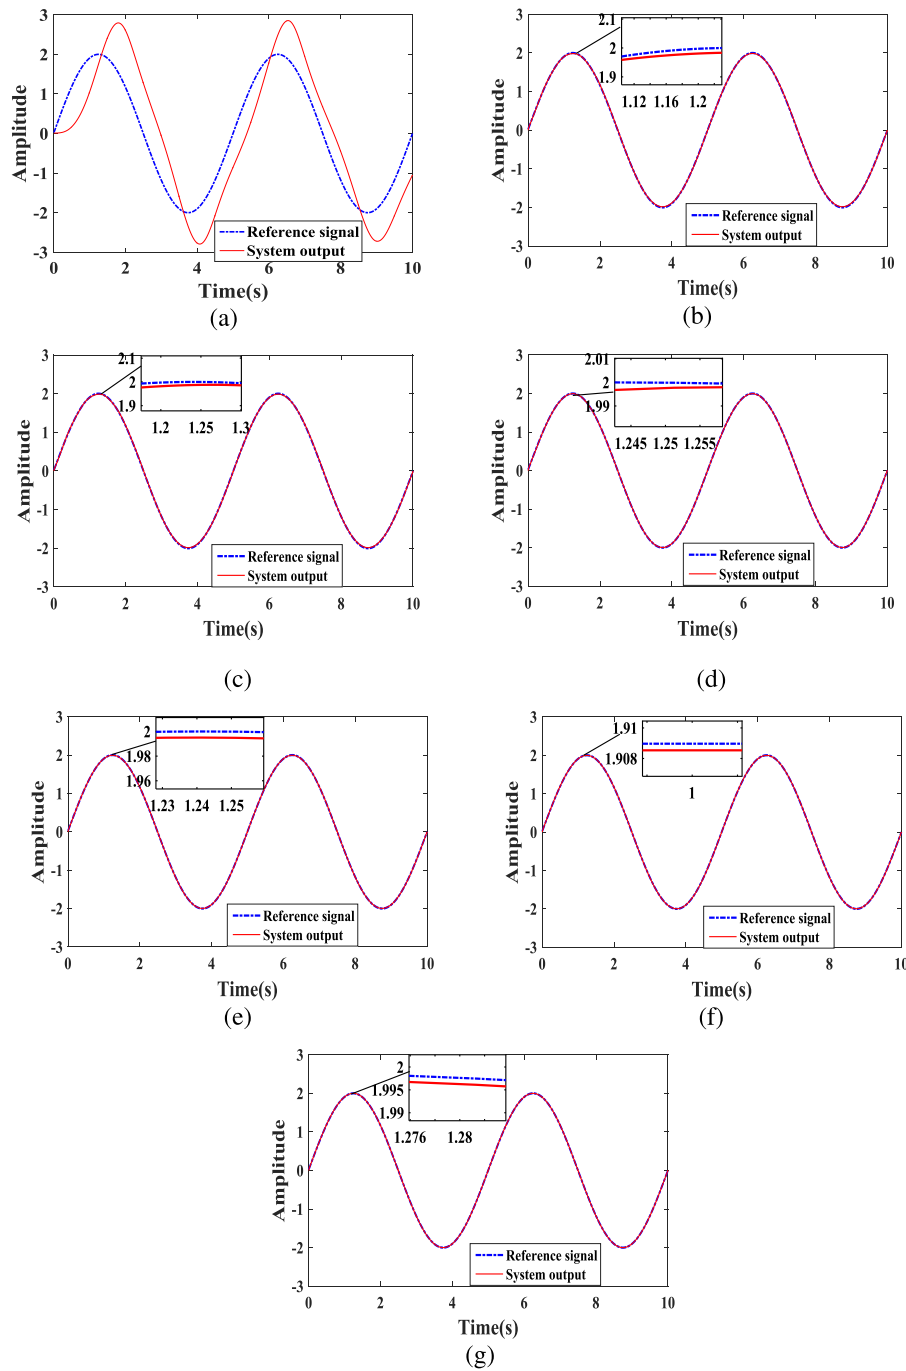 3
2
1
0
-1
-2
-3
Amplitude
Reference signal
System output
0 2 4 6 8 10
Time(s)
(a)
3
2
1
0
-1
-2
-3
Amplitude
2.1
2
1.9
1.12 1.16 1.2
Reference signal
System output
0 2 4 6 8 10
Time(s)
(b)
3
2
1
0
-1
-2
-3
Amplitude
2.1
2
1.9
1.2 1.25 1.3
Reference signal
System output
0 2 4 6 8 10
Time(s)
(c)
3
2
1
0
-1
-2
-3
Amplitude
2.01
2
1.99
1.245 1.25 1.255
Reference signal
System output
0 2 4 6 8 10
Time(s)
(d)
3
2
1
0
-1
-2
-3
Amplitude
2
1.98
1.96
1.23 1.24 1.25
Reference signal
System output
0 2 4 6 8 10
Time(s)
(e)
3
2
1
0
-1
-2
-3
Amplitude
1.91
1.908
1
Reference signal
System output
0 2 4 6 8 10
Time(s)
(f)
3
2
1
0
-1
-2
-3
Amplitude
2
1.995
1.99
1.276 1.28
Reference signal
System output
0 2 4 6 8 10
Time(s)
(g)